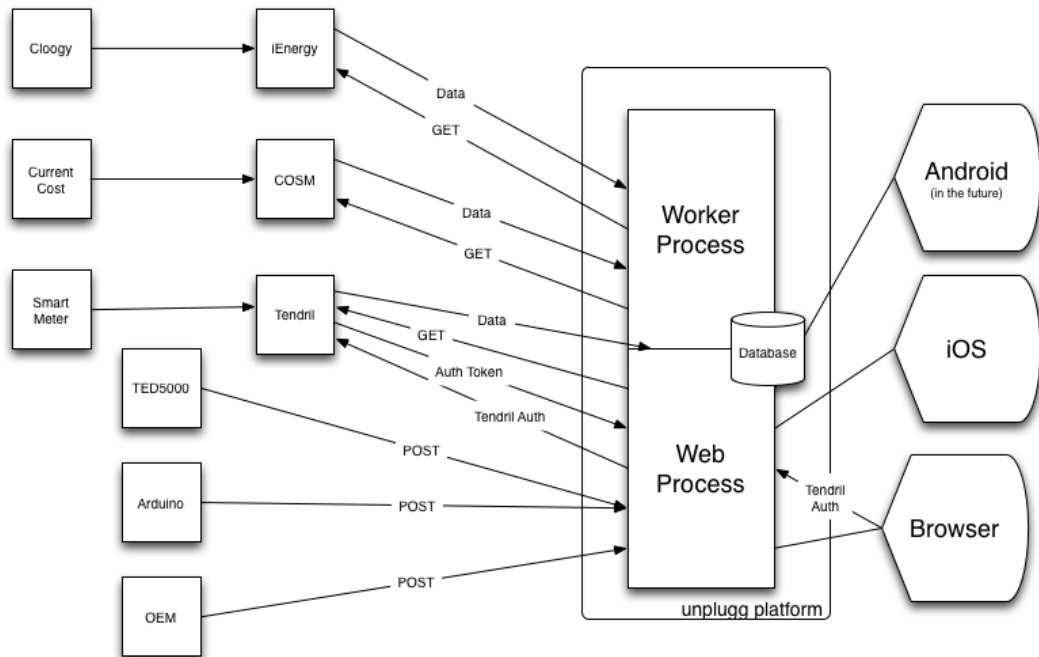 Cloogy
iEnergy
Data
GET
Current
Cost
COSM
Data
GET
Smart
Meter
Tendril
Data
GET
Auth Token
Tendril Auth
TED5000
POST
Arduino
POST
OEM
POST
Worker
Process
Database
Web
Process
unplugg platform
Android
(in the future)
iOS
Tendril
Auth
Browser